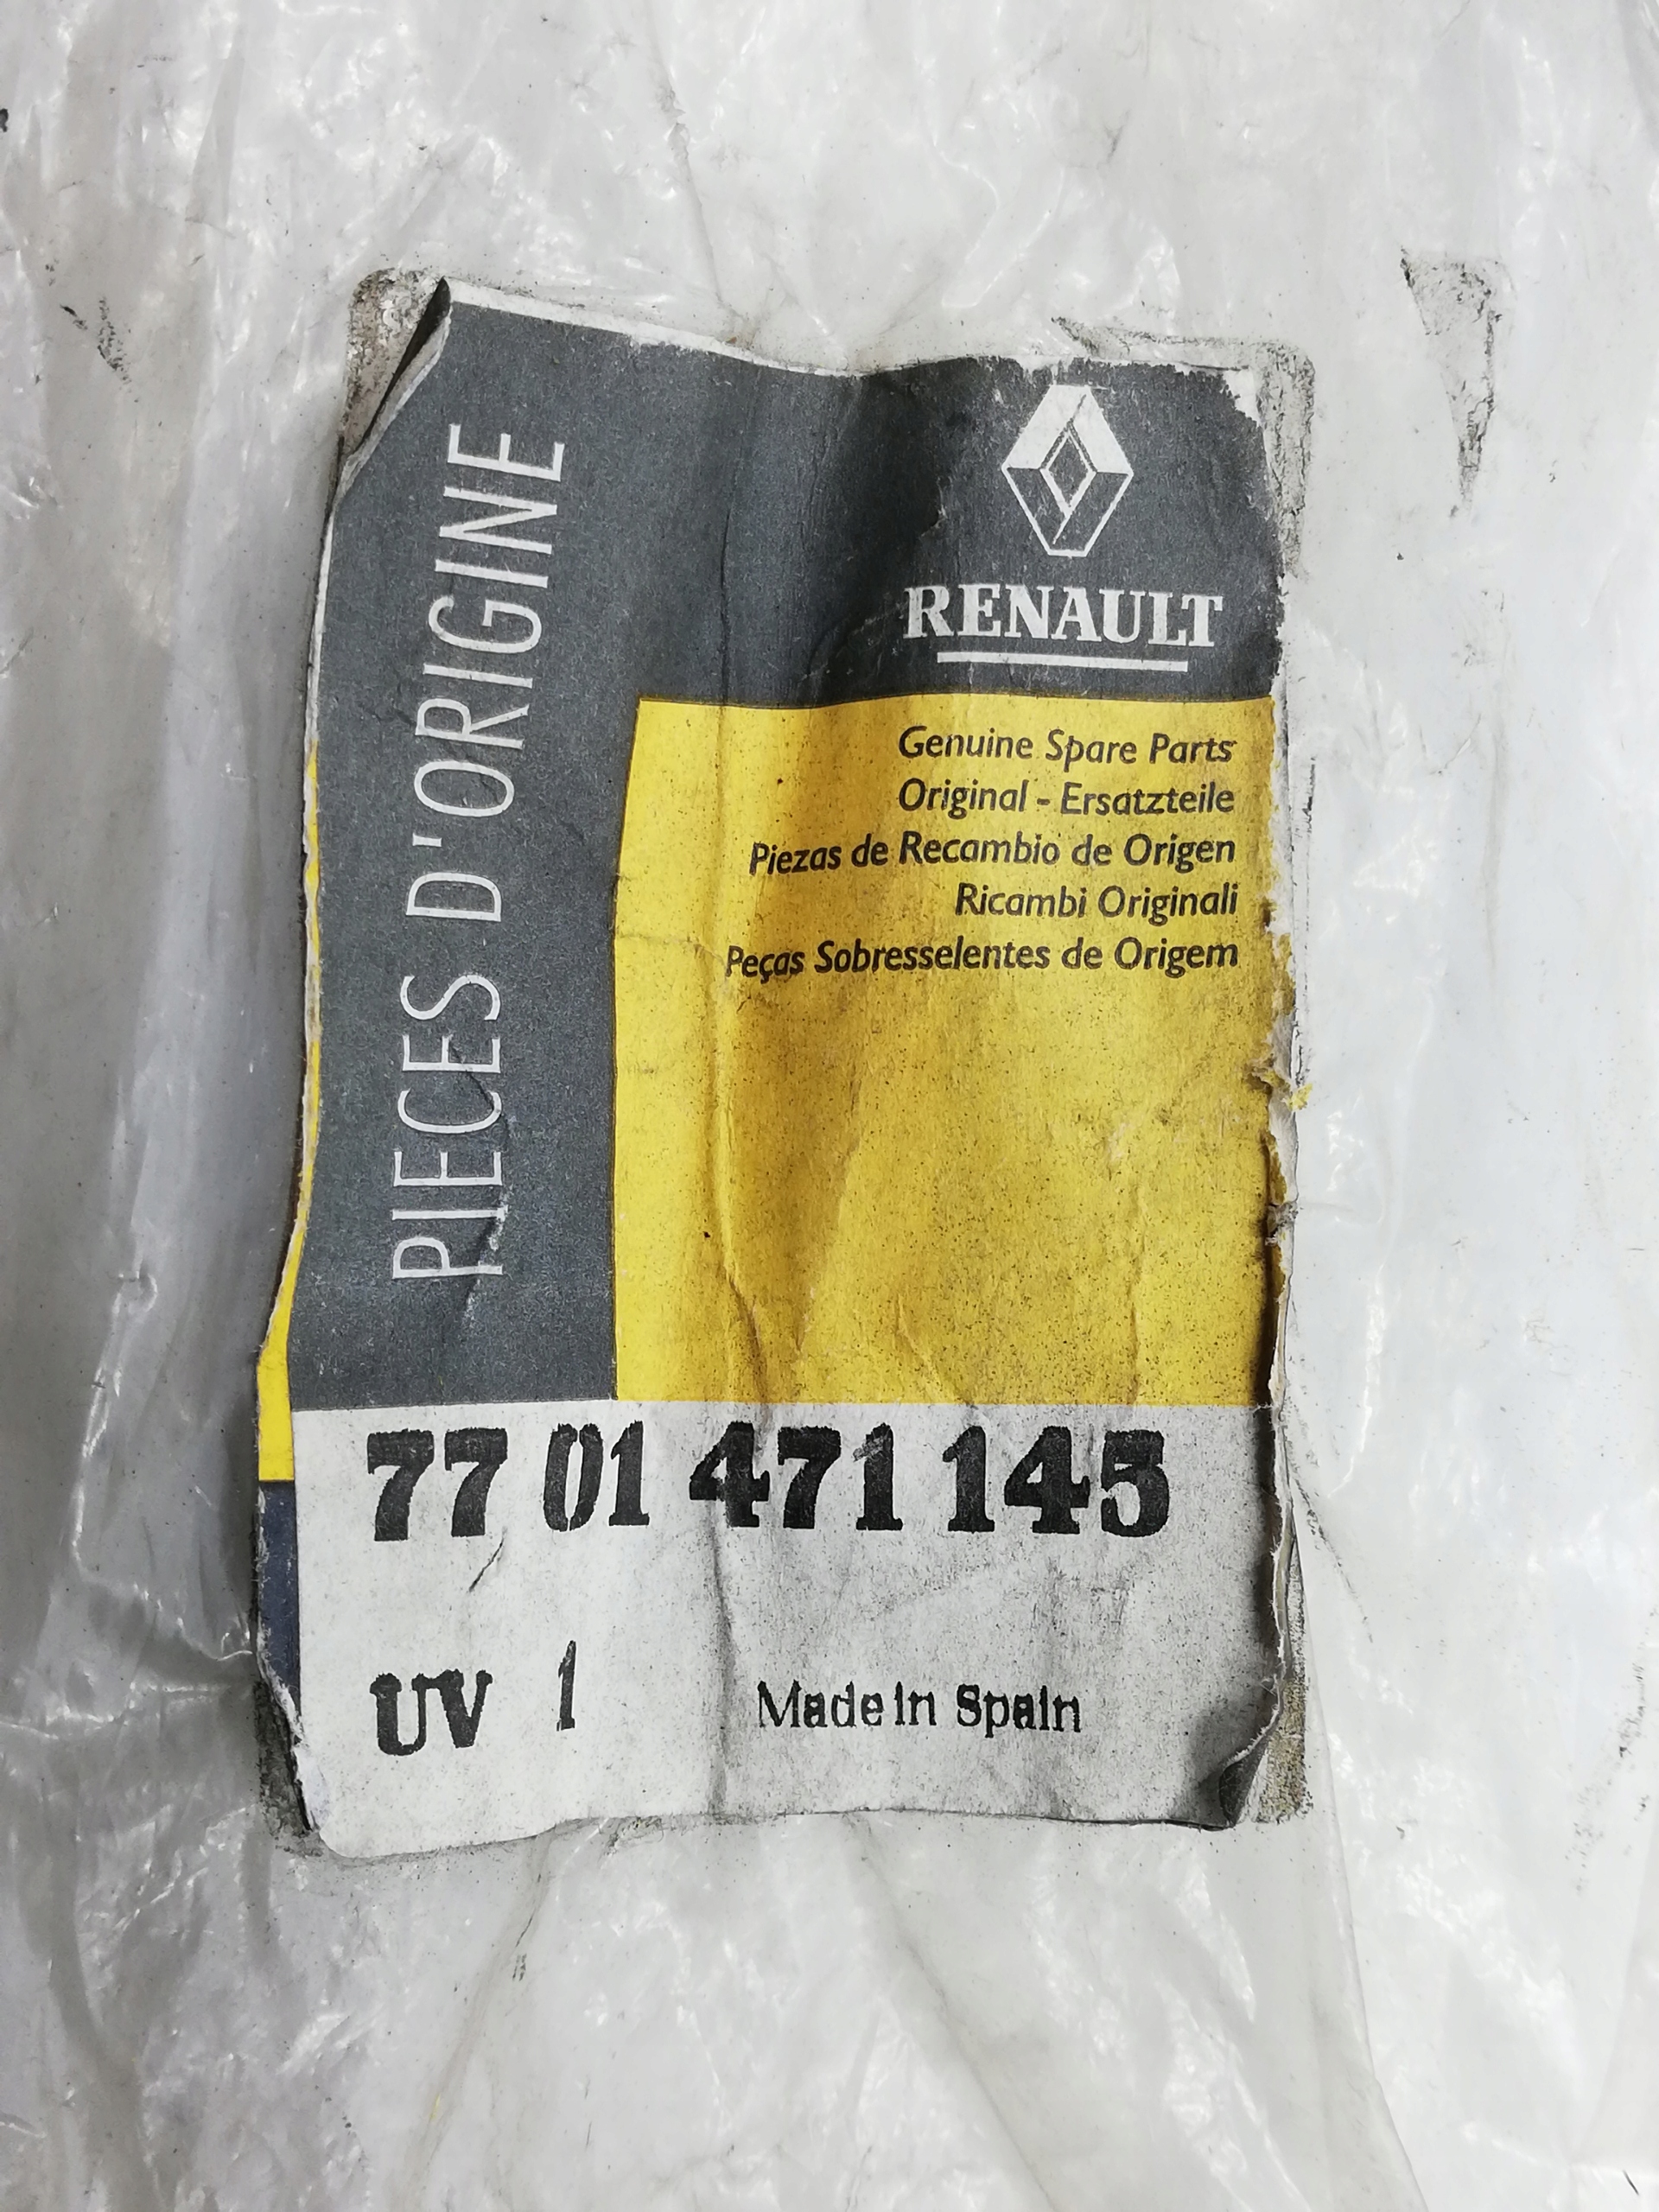 PIECES D'ORIGINE
RENAULT
Genuine Spare Parts
Original - Ersatzteile
Piezas de Recambio de Origen
Ricambi Originali
Peças Sobresselentes de Origem
77 01 471 145
UV 1
Made in Spain